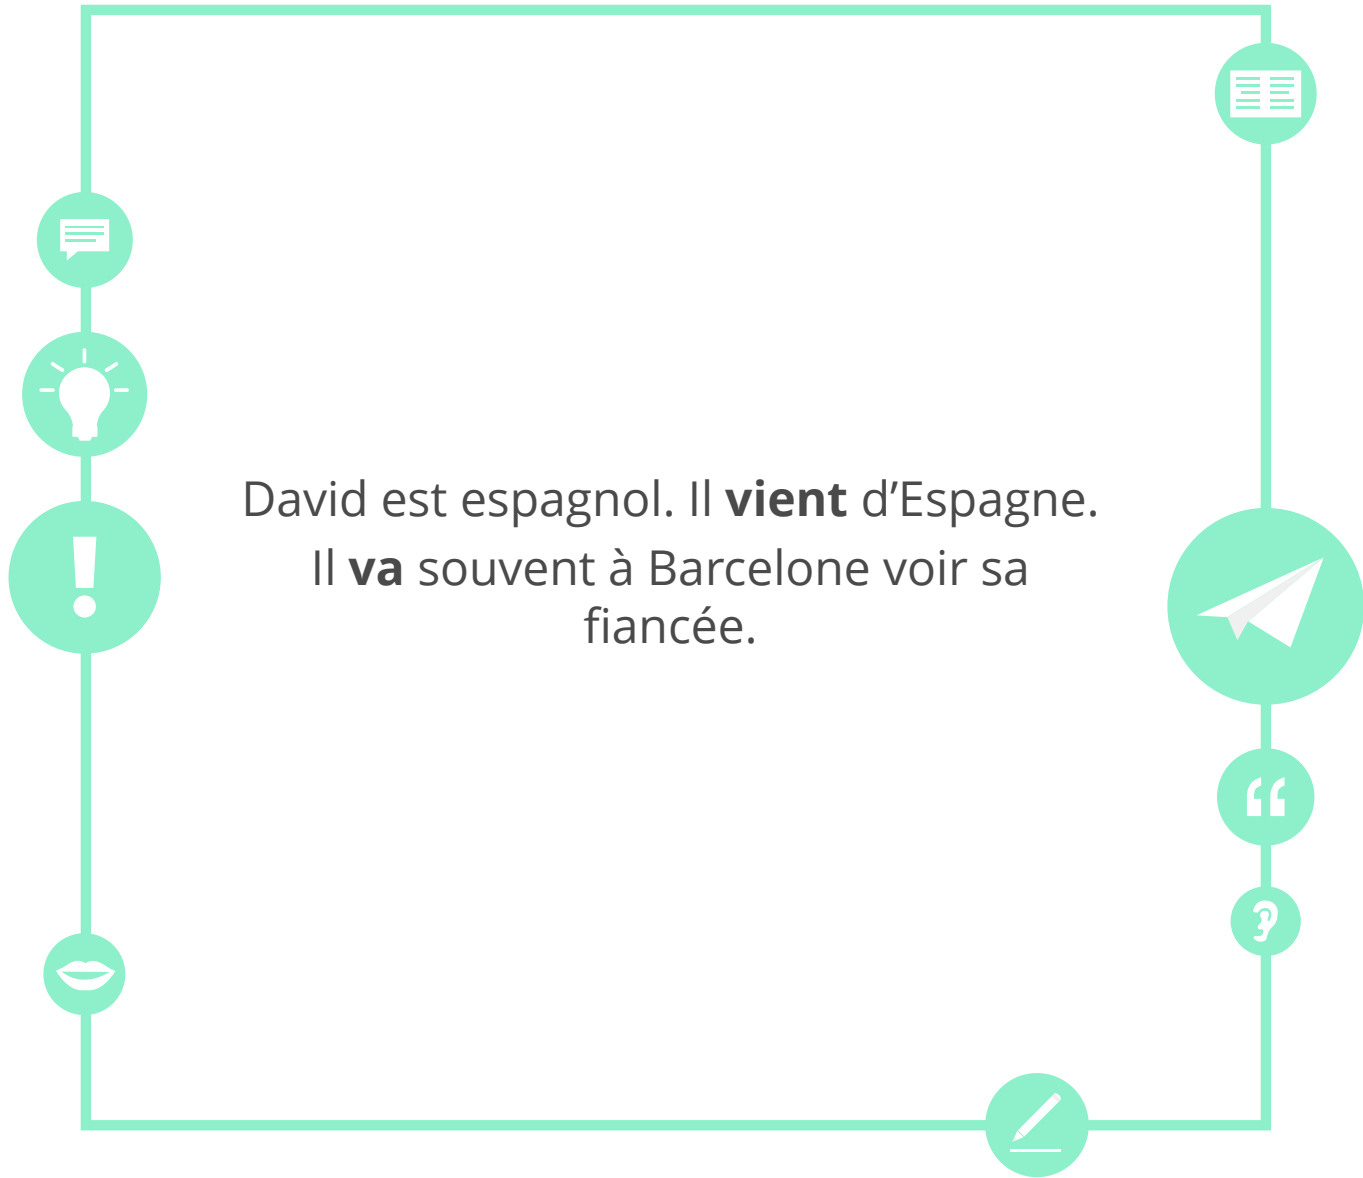 David est espagnol. Il vient d’Espagne.
Il va souvent à Barcelone voir sa
fiancée.